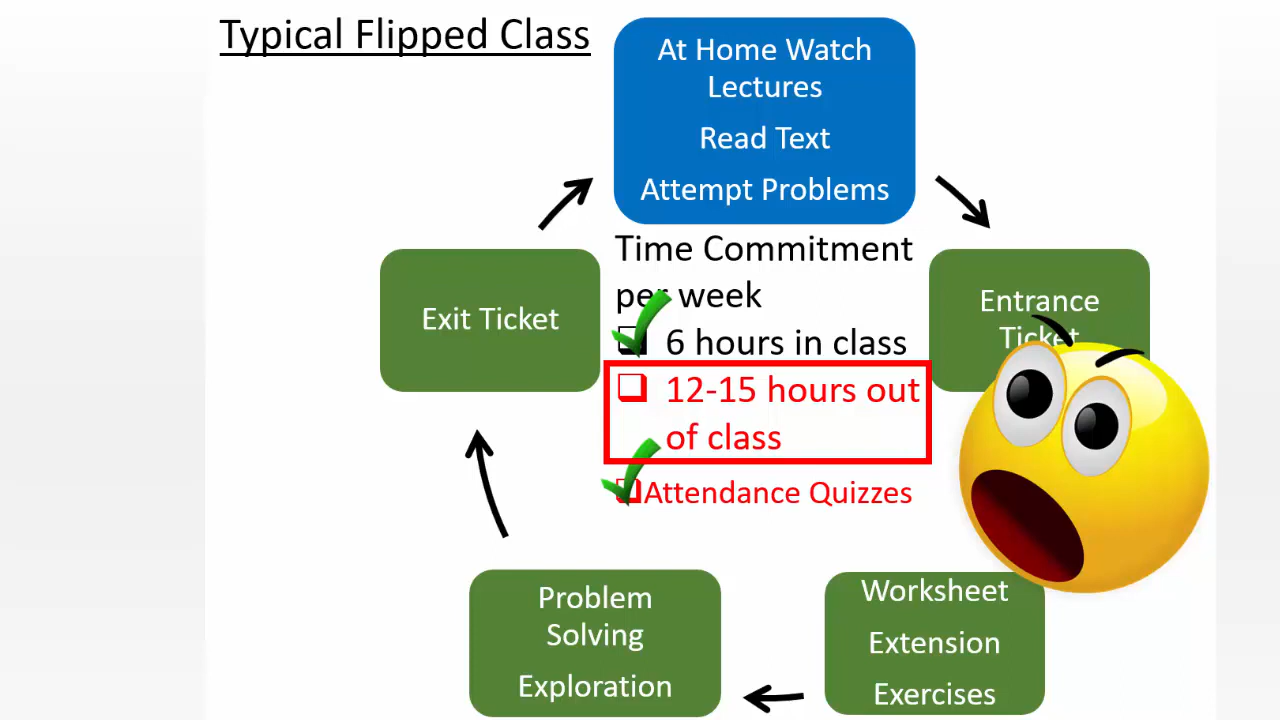 Typical Flipped Class
At Home Watch
Lectures
Read Text
Attempt Problems
Time Commitment
per week
6 hours in class
12-15 hours out
of class
Attendance Quizzes
Entrance
Ticket
Worksheet
Extension
Exercises
Problem
Solving
Exploration
Exit Ticket